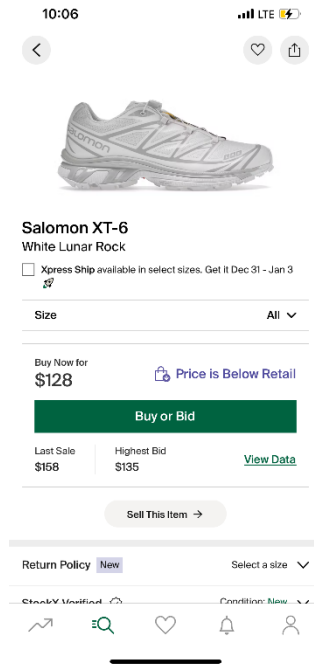 10:06
LTE
salomon
Salomon XT-6
White Lunar Rock
Xpress Ship available in select sizes. Get it Dec 31 - Jan 3
Size All
Buy Now for
$128
Price is Below Retail
Buy or Bid
Last Sale Highest Bid
$158 $135
View Data
Sell This Item →
Return Policy New Select a size
StockX Verified Condition: New